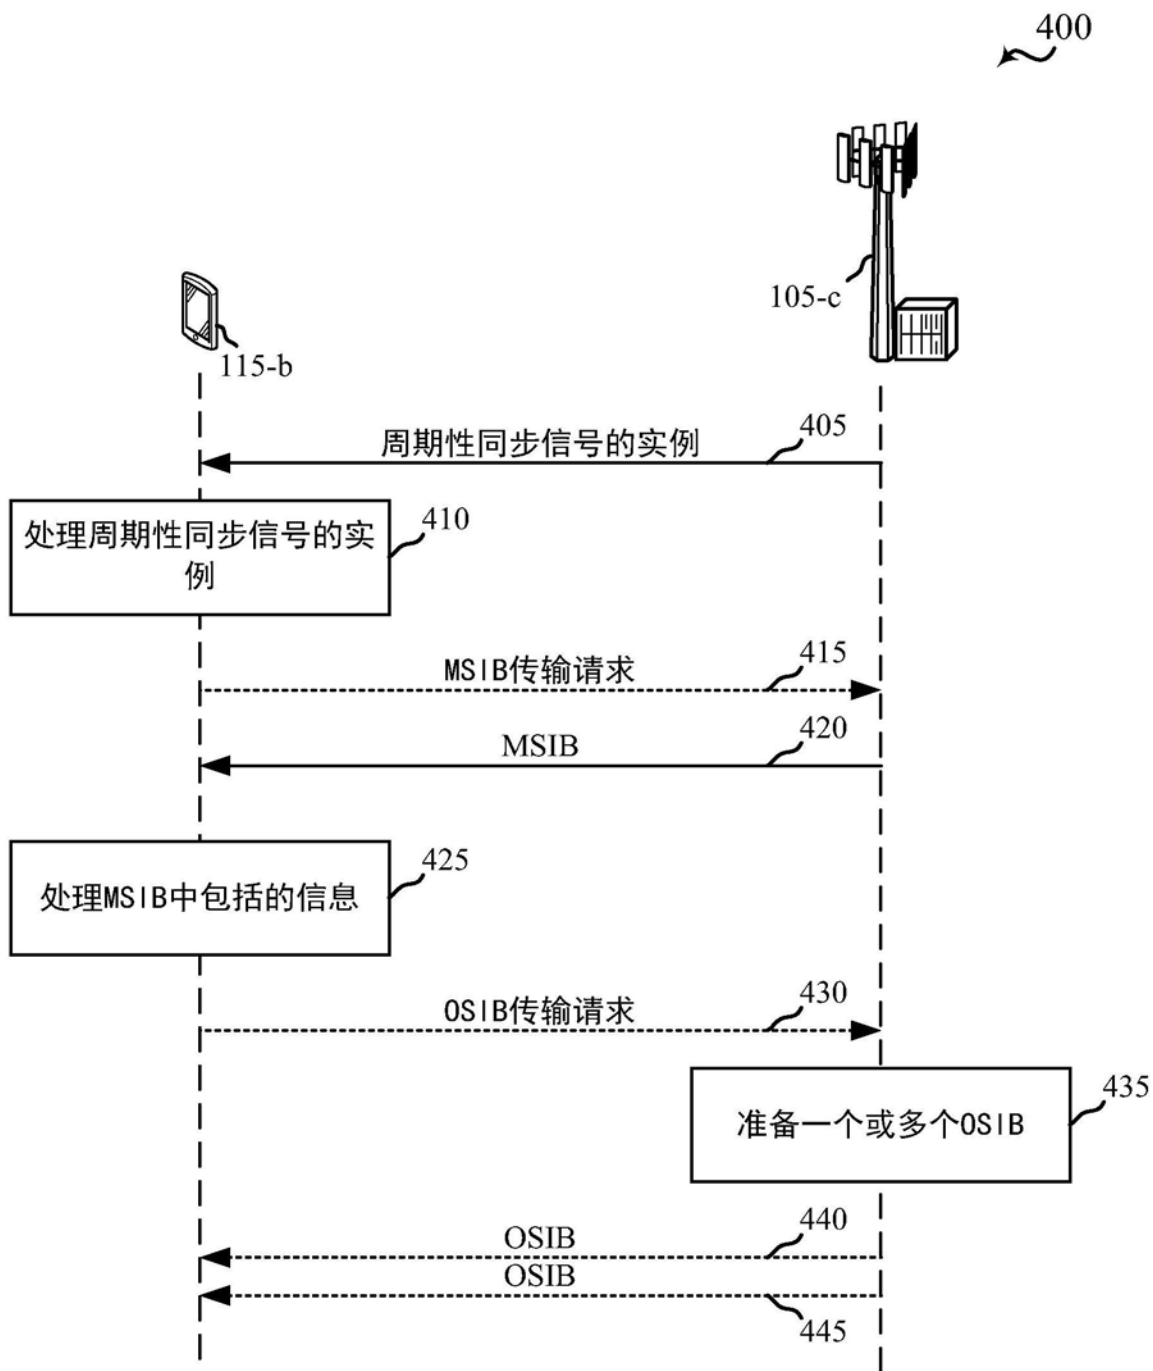 400
105-c
115-b
周期性同步信号的实例
405
处理周期性同步信号的实
例
410
MSIB传输请求
415
MSIB
420
处理MSIB中包括的信息
425
OSIB传输请求
430
准备一个或多个OSIB
435
OSIB
440
OSIB
445